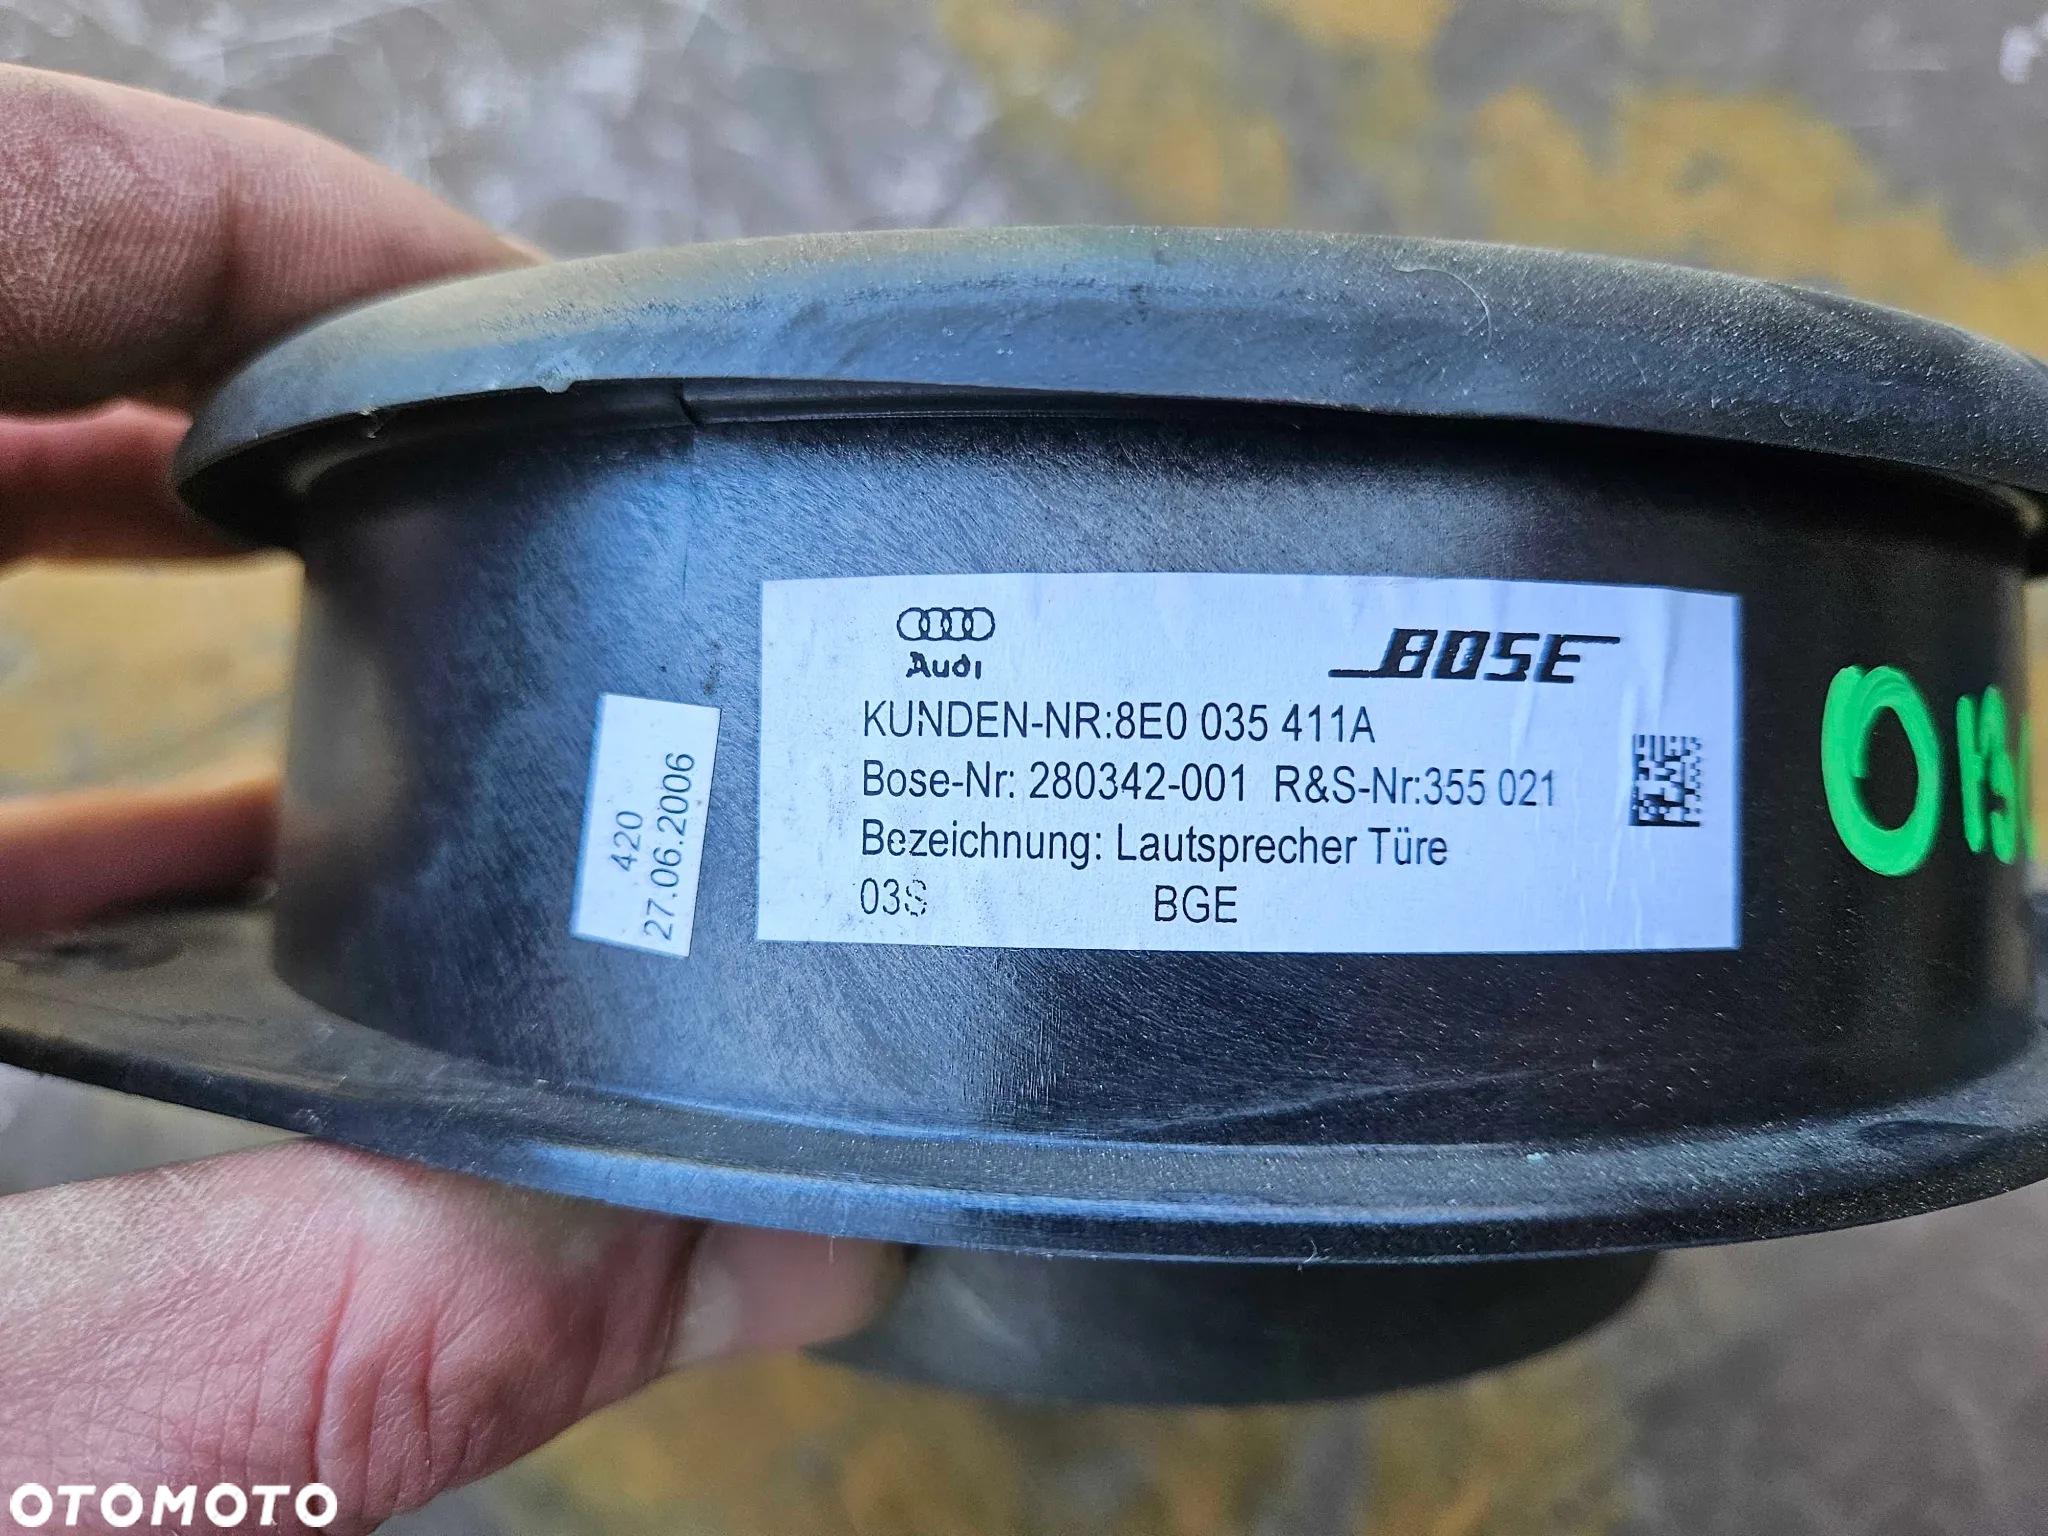 Audi
BOSE
KUNDEN-NR:8E0 035 411A
Bose-Nr: 280342-001 R&S-Nr:355 021
Bezeichnung: Lautsprecher Türe
03S BGE
420
27.06.2006
OTOMOTO